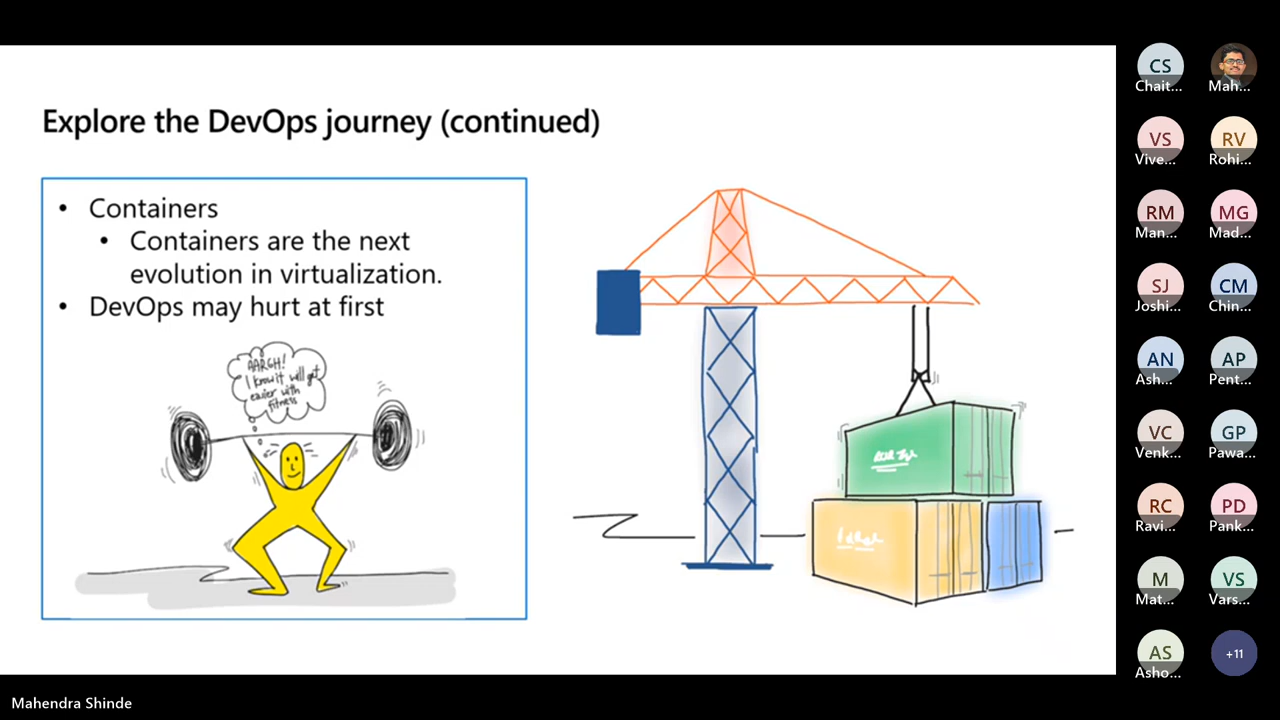 Explore the DevOps journey (continued)
• Containers
• Containers are the next
evolution in virtualization.
• DevOps may hurt at first
AARGH!
I know it will get
easier with
fitness
CS
Chait...
Mah...
VS
Vive...
RV
Rohi...
RM
Man...
MG
Mad...
SJ
Joshi...
CM
Chin...
AN
Ash...
AP
Pent...
VC
Venk...
GP
Pawa...
RC
Ravi...
PD
Pank...
M
Mat...
VS
Vars...
AS
Asho...
+11
Mahendra Shinde